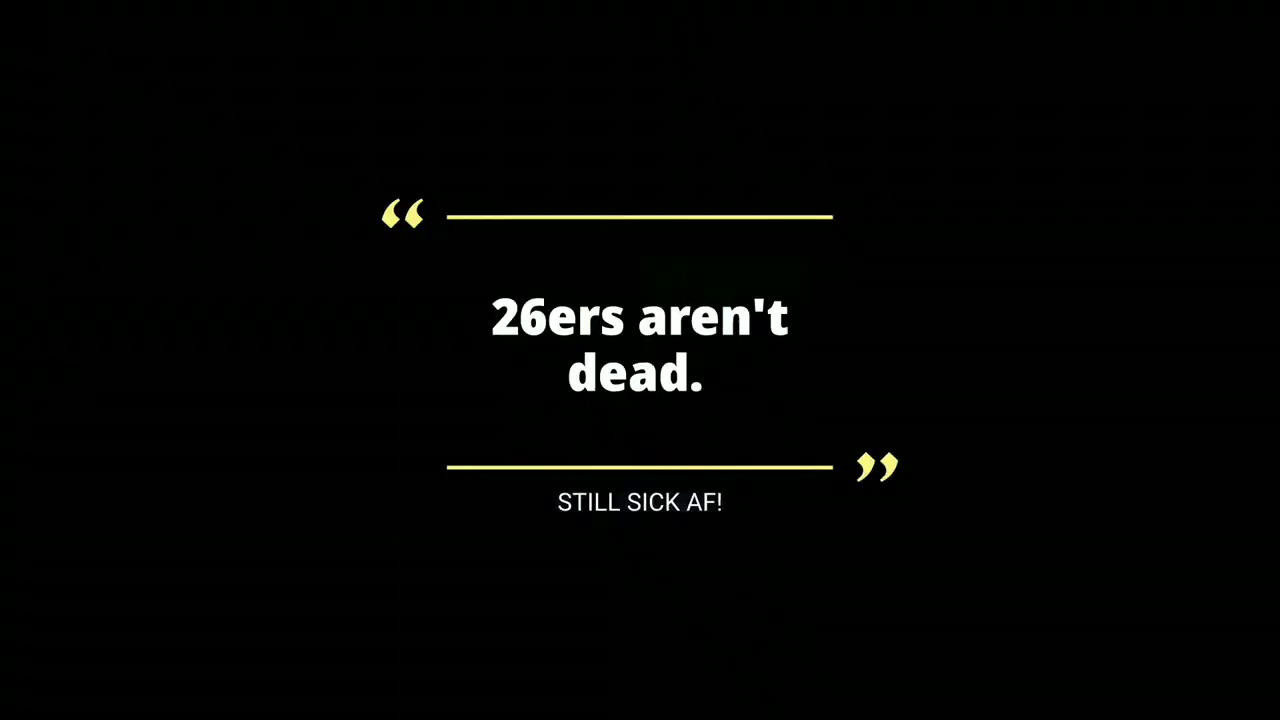 “
26ers aren't
dead.
”
STILL SICK AF!